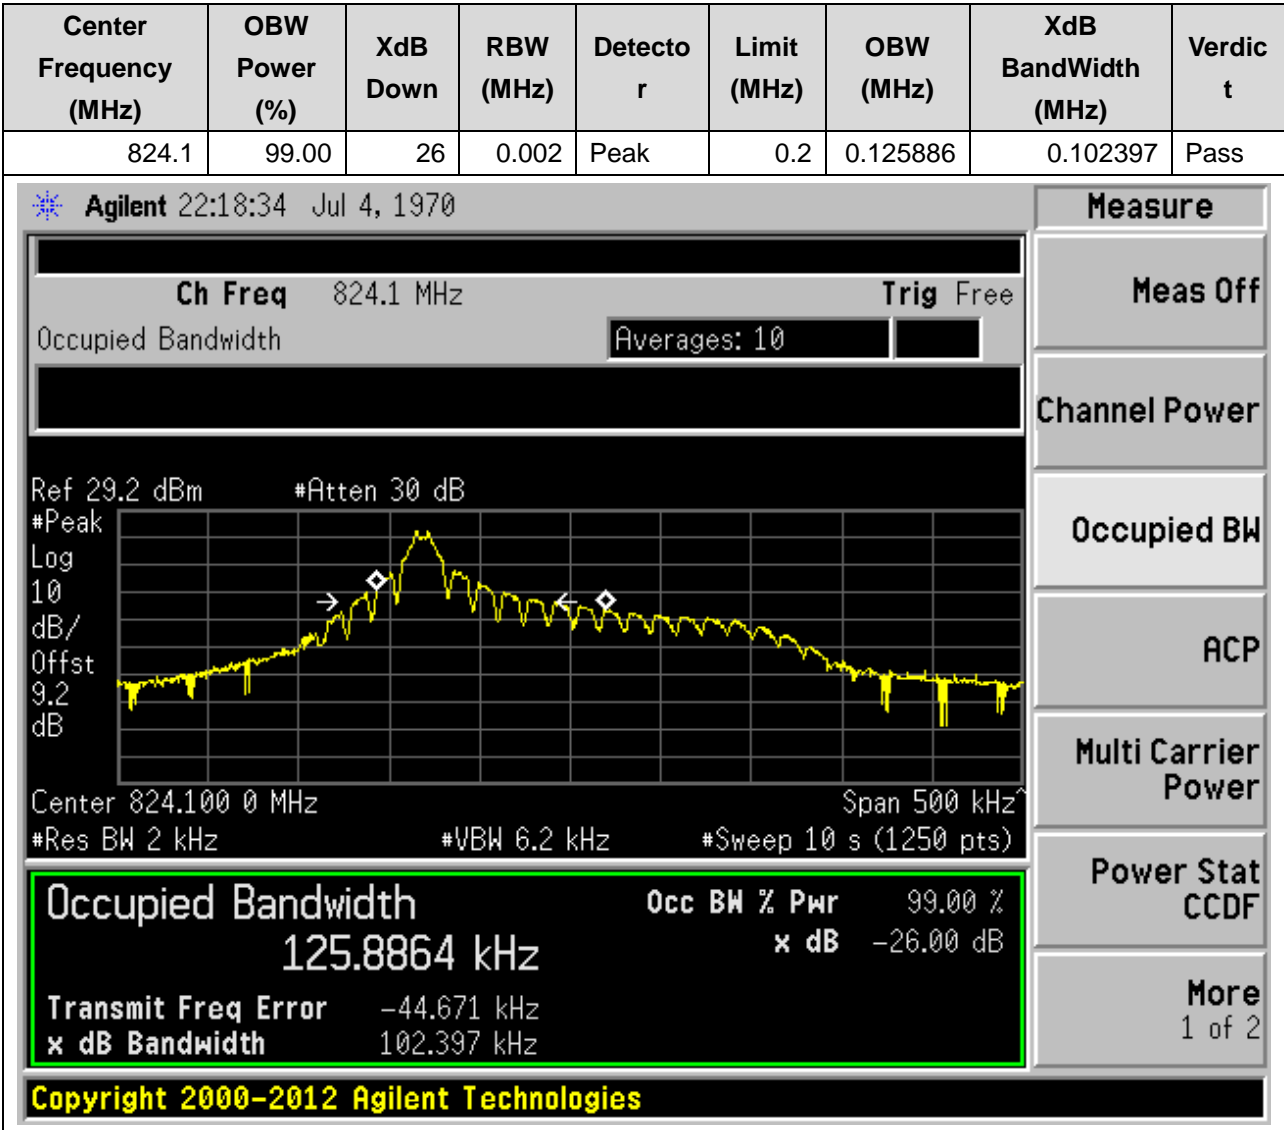 Center Frequency (MHz) OBW Power (%) XdB Down RBW (MHz) Detecto r Limit (MHz) OBW (MHz) XdB BandWidth (MHz) Verdic t
824.1 99.00 26 0.002 Peak 0.2 0.125886 0.102397 Pass
Agilent 22:18:34 Jul 4, 1970
Measure
Ch Freq 824.1 MHz Trig Free
Occupied Bandwidth Averages: 10
Meas Off
Channel Power
Occupied BW
ACP
Multi Carrier
Power
Power Stat
CCDF
More
1 of 2
Ref 29.2 dBm #Atten 30 dB
#Peak
Log
10
dB/
Offst
9.2
dB
Center 824.100 0 MHz Span 500 kHz^
#Res BW 2 kHz #VBW 6.2 kHz #Sweep 10 s (1250 pts)
Occupied Bandwidth
125.8864 kHz
Occ BW % Pwr 99.00 %
x dB -26.00 dB
Transmit Freq Error -44.671 kHz
x dB Bandwidth 102.397 kHz
Copyright 2000-2012 Agilent Technologies